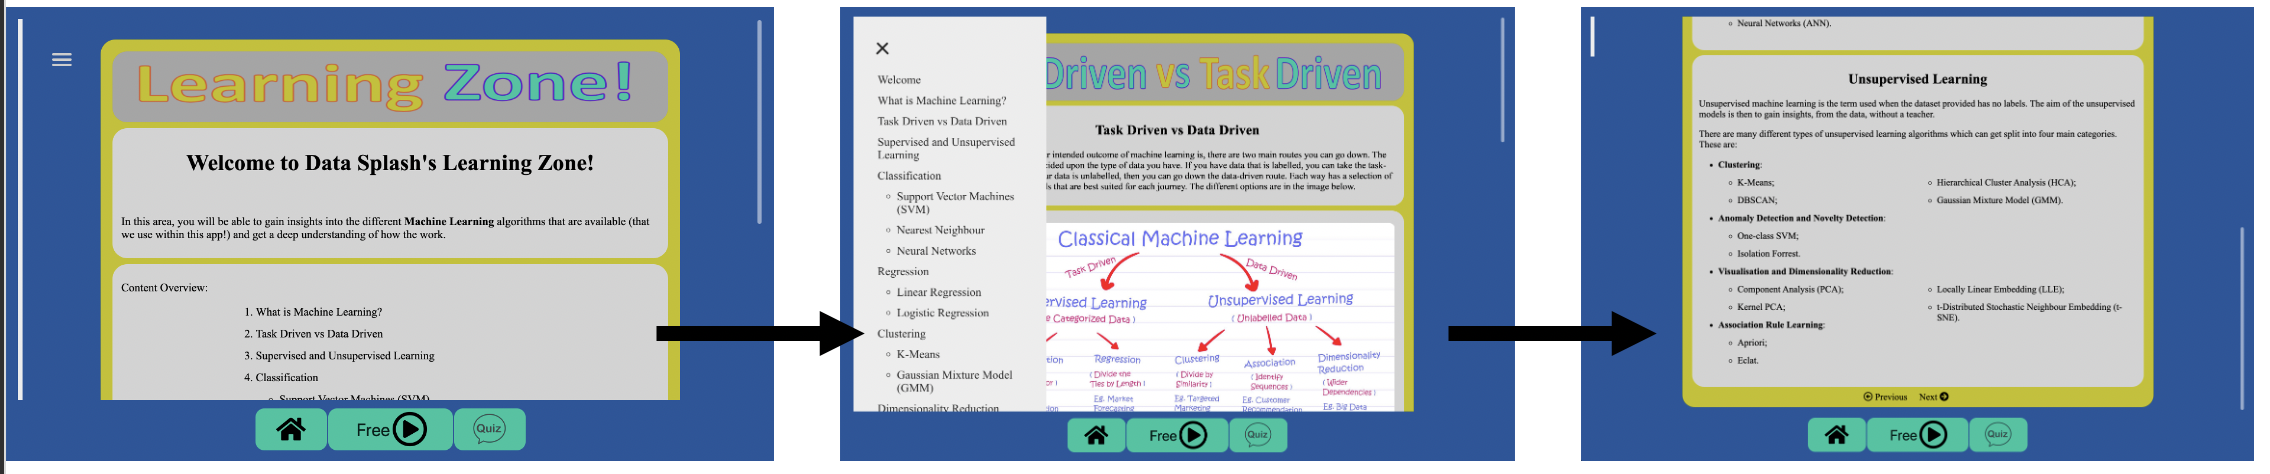 Learning Zone!
Welcome to Data Splash's Learning Zone!
In this area, you will be able to gain insights into the different Machine Learning algorithms that are available (that
we use within this app!) and get a deep understanding of how the work.
Content Overview:
1. What is Machine Learning?
2. Task Driven vs Data Driven
3. Supervised and Unsupervised Learning
4. Classification
Support Vector Machines (SVM)
Free
Quiz
Welcome
What is Machine Learning?
Task Driven vs Data Driven
Supervised and Unsupervised
Learning
Classification
Support Vector Machines
(SVM)
Nearest Neighbour
Neural Networks
Regression
Linear Regression
Logistic Regression
Clustering
K-Means
Gaussian Mixture Model
(GMM)
Dimensionality Reduction
Driven vs Task Driven
Task Driven vs Data Driven
r intended outcome of machine learning is, there are two main routes you can go down. The
cided upon the type of data you have. If you have data that is labelled, you can take the task-
ur data is unlabelled, then you can go down the data-driven route. Each way has a selection of
ls that are best suited for each journey. The different options are in the image below.
Classical Machine Learning
Task Driven
Data Driven
ervised Learning
Unsupervised Learning
e Categorized Data )
( Unlabelled Data )
tion
Regression
Clustering
Association
Dimensionality
Reduction
or )
( Divide the
Ties by Length )
( Divide by
Similarity )
( Identify
Sequences )
( Wider
Dependencies )
Eg. Market
Forecasting
Eg. Targeted
Marketing
Eg. Customer
Recommendation
Eg. Big Data
Free
Quiz
Neural Networks (ANN).
Unsupervised Learning
Unsupervised machine learning is the term used when the dataset provided has no labels. The aim of the unsupervised
models is then to gain insights, from the data, without a teacher.
There are many different types of unsupervised learning algorithms which can get split into four main categories.
These are:
• Clustering:
K-Means;
Hierarchical Cluster Analysis (HCA);
DBSCAN;
Gaussian Mixture Model (GMM).
• Anomaly Detection and Novelty Detection:
One-class SVM;
Isolation Forrest.
• Visualisation and Dimensionality Reduction:
Component Analysis (PCA);
Locally Linear Embedding (LLE);
Kernel PCA;
t-Distributed Stochastic Neighbour Embedding (t-
SNE).
• Association Rule Learning:
Apriori;
Eclat.
Previous
Next
Free
Quiz